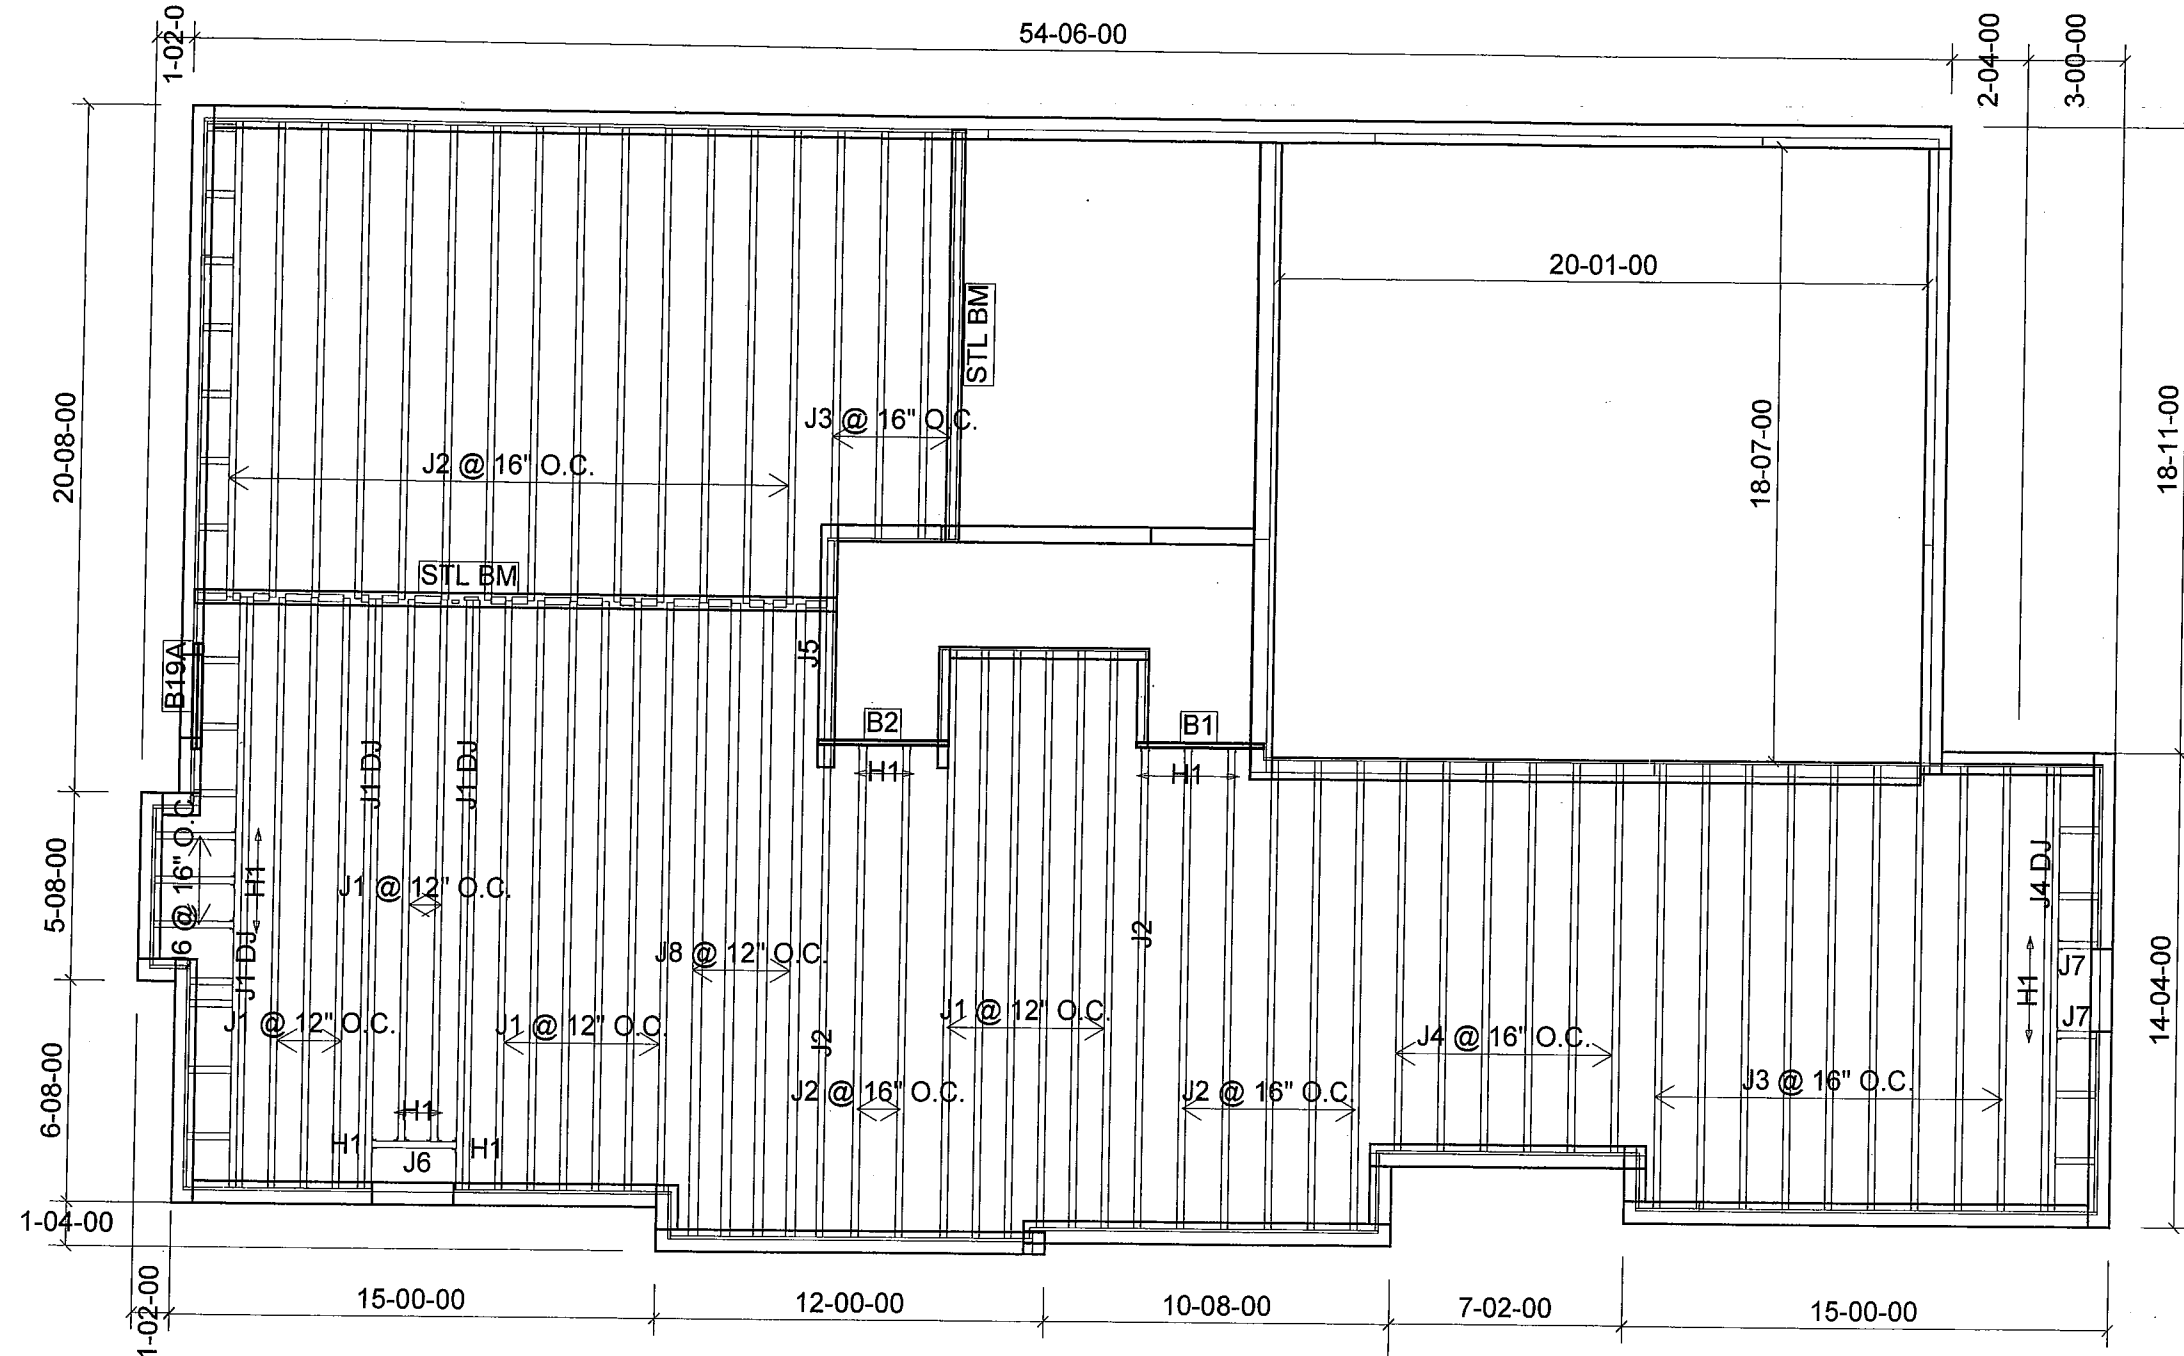 1-02-0
54-06-00
2-04-00
3-00-00
20-01-00
STL BM
J3 @ 16" O.C.
J2 @ 16" O.C.
20-08-00
18-07-00
18-11-00
STL BM
J5
B19A
B2
B1
H1
H1
J1 DJ
J1 DJ
J6 @ 16" O.C.
H1
J1 @ 12" O.C.
5-08-00
J4 DJ
J2
J8 @ 12" O.C.
J1 DJ
J7
H1
J7
14-04-00
J1 @ 12" O.C.
J1 @ 12" O.C.
J1 @ 12" O.C.
J2
J4 @ 16" O.C.
J3 @ 16" O.C.
J2 @ 16" O.C.
J2 @ 16" O.C.
6-08-00
H1
H1
J6
H1
1-04-00
1-02-00
15-00-00
12-00-00
10-08-00
7-02-00
15-00-00